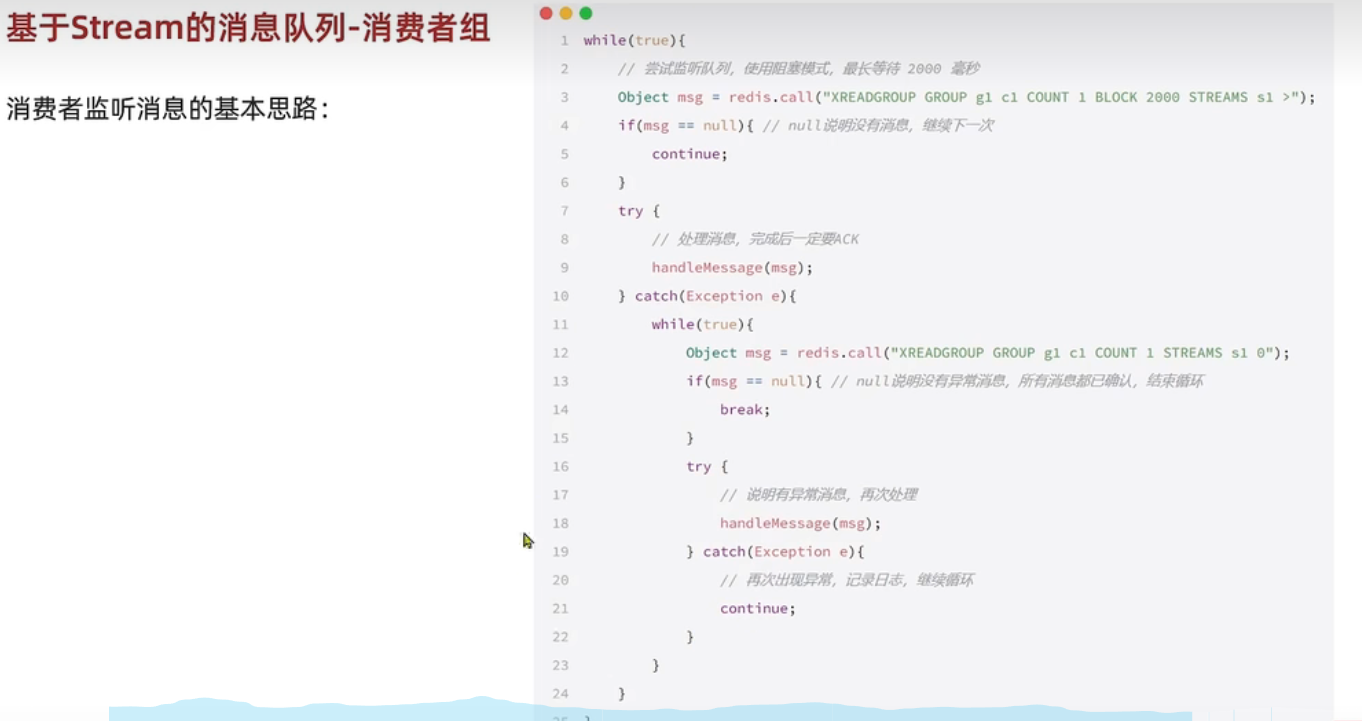 基于Stream的消息队列-消费者组
消费者监听消息的基本思路：
1 while(true){
2 // 尝试监听队列，使用阻塞模式，最长等待 2000 毫秒
3 Object msg = redis.call("XREADGROUP GROUP g1 c1 COUNT 1 BLOCK 2000 STREAMS s1 >");
4 if(msg == null){ // null说明没有消息，继续下一次
5 continue;
6 }
7 try {
8 // 处理消息，完成后一定要ACK
9 handleMessage(msg);
10 } catch(Exception e){
11 while(true){
12 Object msg = redis.call("XREADGROUP GROUP g1 c1 COUNT 1 STREAMS s1 0");
13 if(msg == null){ // null说明没有异常消息，所有消息都已确认，结束循环
14 break;
15 }
16 try {
17 // 说明有异常消息，再次处理
18 handleMessage(msg);
19 } catch(Exception e){
20 // 再次出现异常，记录日志，继续循环
21 continue;
22 }
23 }
24 }